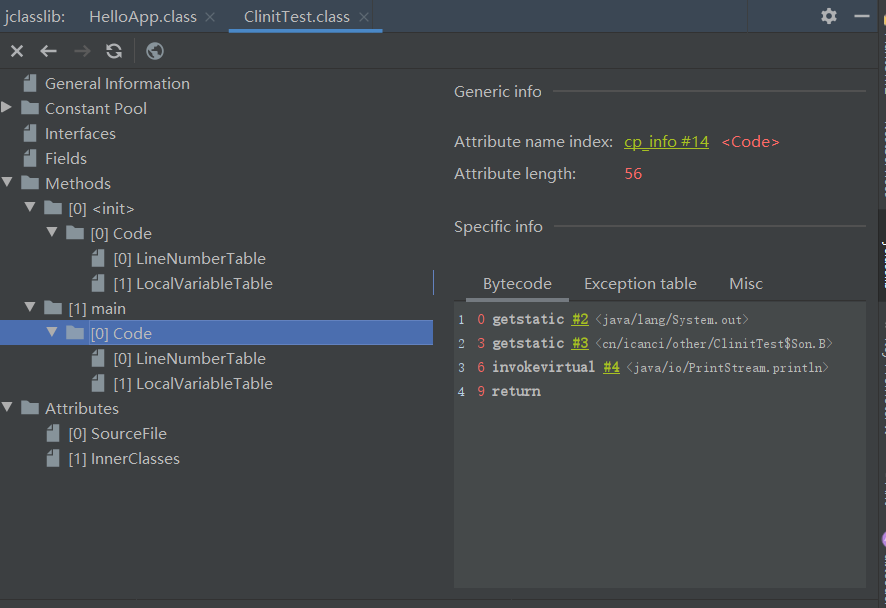 jclasslib: HelloApp.class ClinitTest.class
General Information
Constant Pool
Interfaces
Fields
Methods
[0] <init>
[0] Code
[0] LineNumberTable
[1] LocalVariableTable
[1] main
[0] Code
[0] LineNumberTable
[1] LocalVariableTable
Attributes
[0] SourceFile
[1] InnerClasses
Generic info
Attribute name index: cp_info #14 <Code>
Attribute length: 56
Specific info
Bytecode Exception table Misc
1 0 getstatic #2 <java/lang/System.out>
2 3 getstatic #3 <cn/icanci/other/ClinitTest$Son.B>
3 6 invokevirtual #4 <java/io/PrintStream.println>
4 9 return